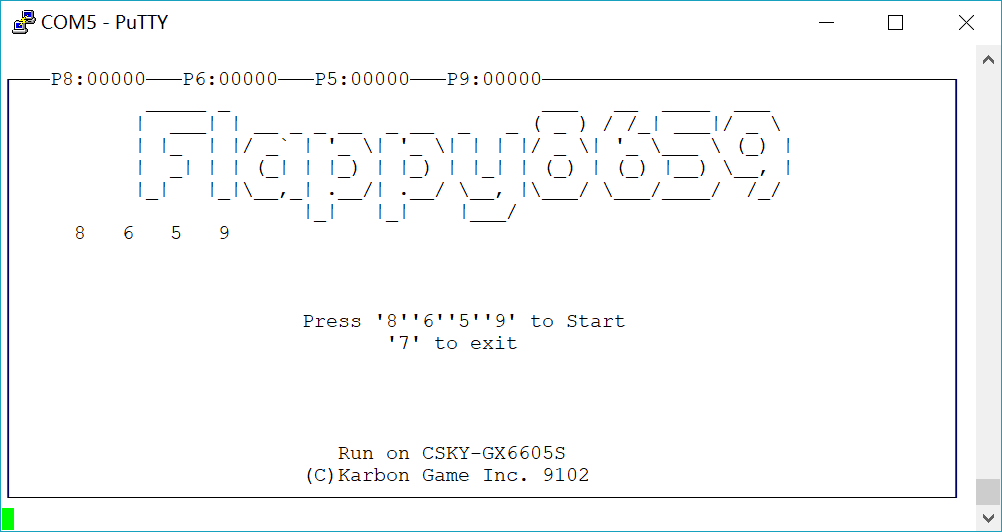 COM5 - PuTTY
P8:00000 P6:00000 P5:00000 P9:00000
Flappy8659
8 6 5 9
Press '8''6''5''9' to Start
'7' to exit
Run on CSKY-GX6605S
(C)Karbon Game Inc. 9102